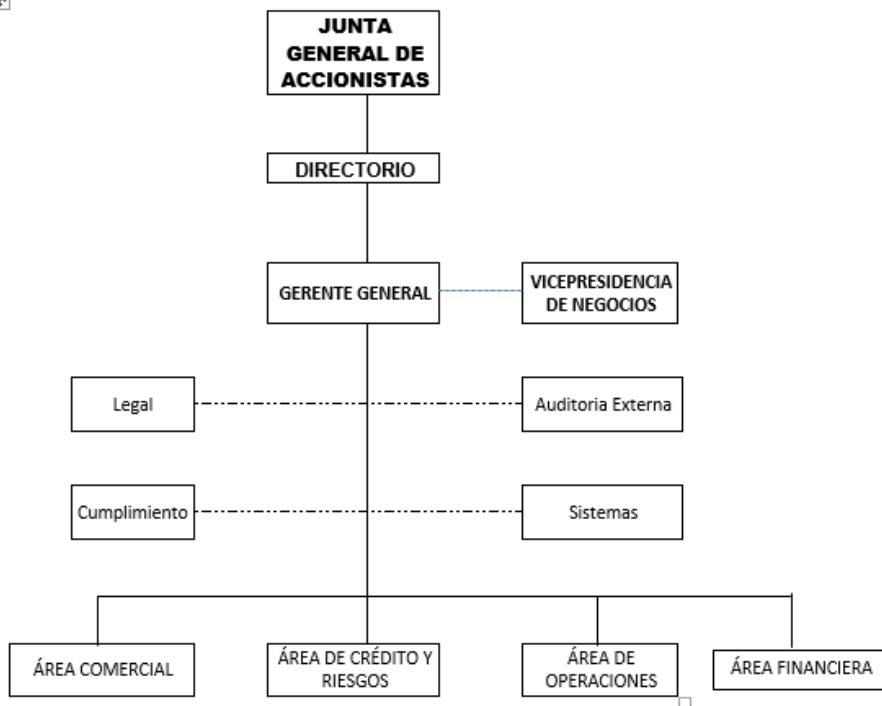 JUNTA
GENERAL DE
ACCIONISTAS
DIRECTORIO
GERENTE GENERAL
VICEPRESIDENCIA
DE NEGOCIOS
Legal
Auditoria Externa
Cumplimiento
Sistemas
ÁREA COMERCIAL
ÁREA DE CRÉDITO Y
RIESGOS
ÁREA DE
OPERACIONES
ÁREA FINANCIERA